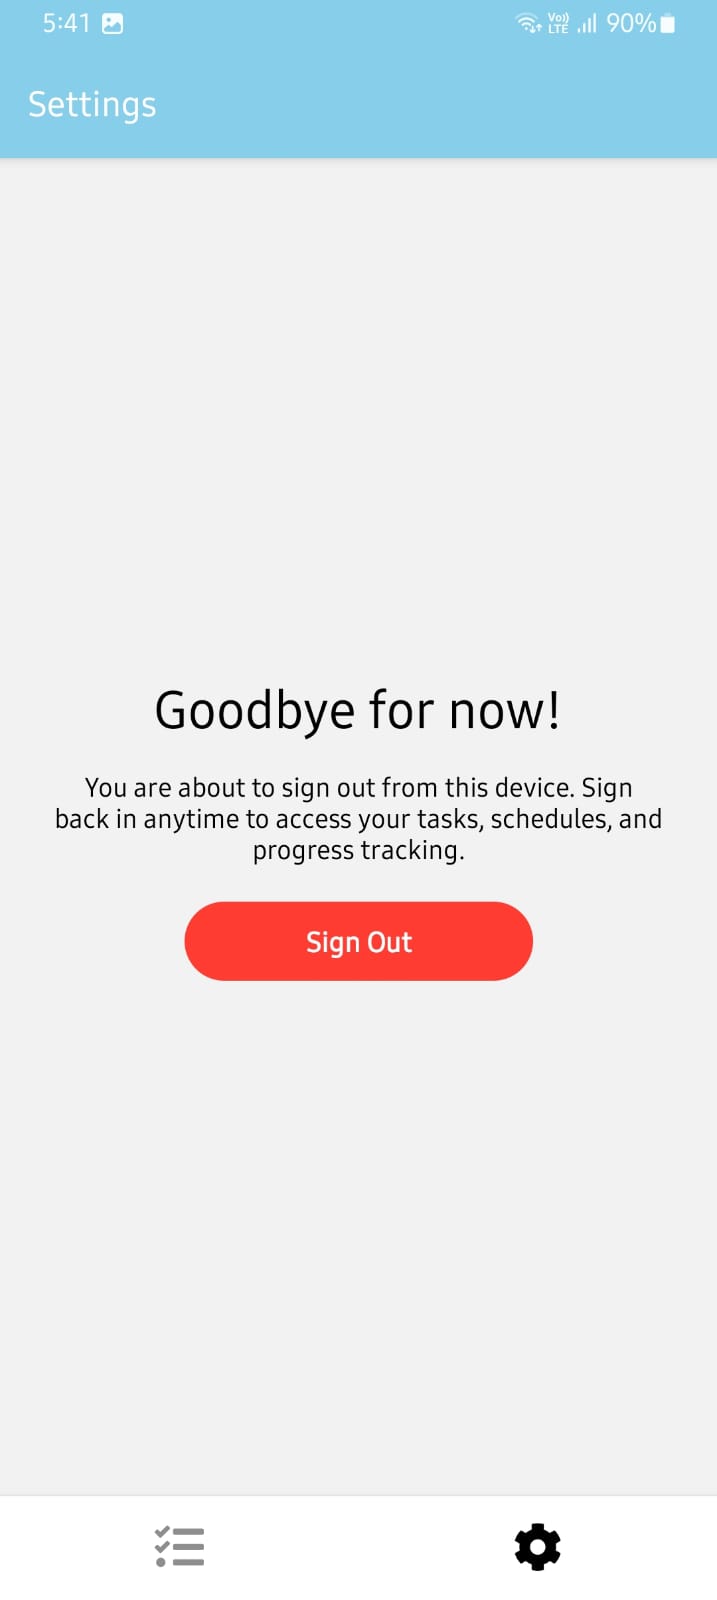 5:41 Vo)) LTE 90%
Settings
Goodbye for now!
You are about to sign out from this device. Sign
back in anytime to access your tasks, schedules, and
progress tracking.
Sign Out